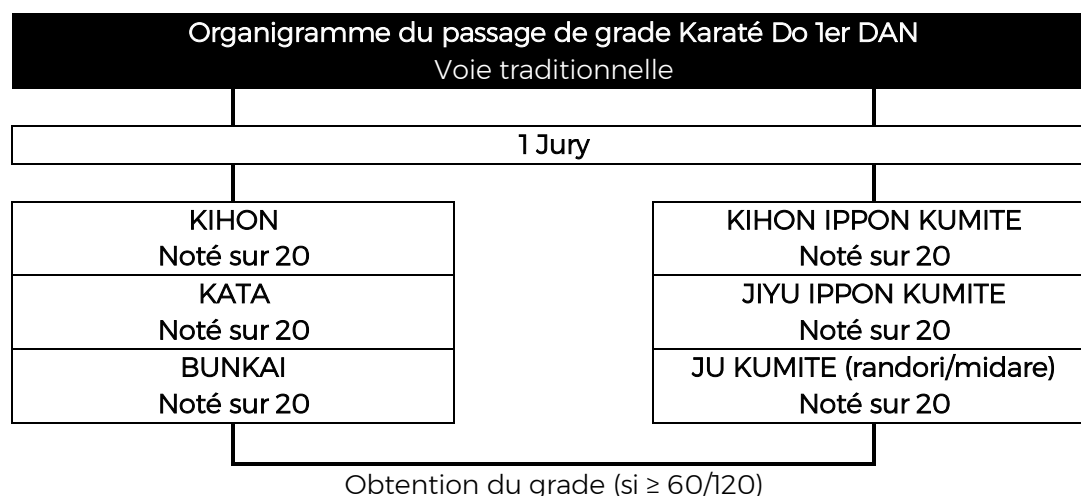 Organigramme du passage de grade Karaté Do 1er DAN
Voie traditionnelle
1 Jury
KIHON
Noté sur 20
KATA
Noté sur 20
BUNKAI
Noté sur 20
KIHON IPPON KUMITE
Noté sur 20
JIYU IPPON KUMITE
Noté sur 20
JU KUMITE (randori/midare)
Noté sur 20
Obtention du grade (si ≥ 60/120)